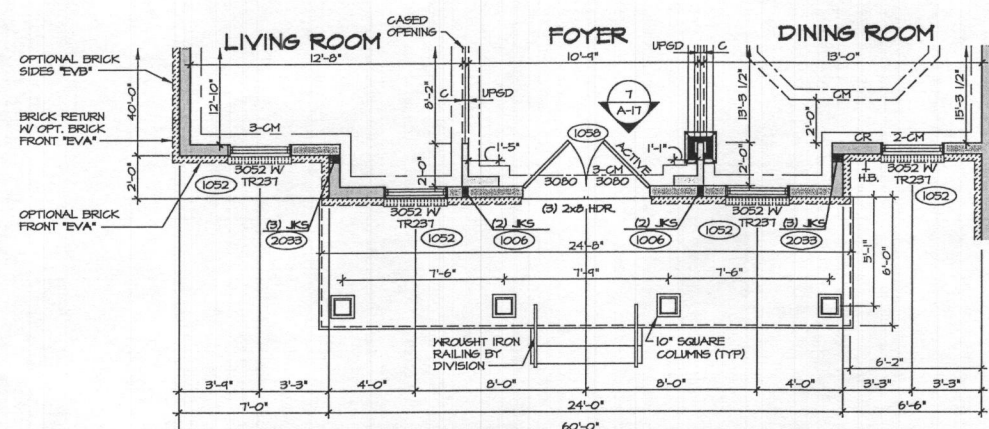 CASED
OPENING
LIVING ROOM
FOYER
DINING ROOM
OPTIONAL BRICK
SIDES "EVB"
12'-8"
10'-9"
13'-0"
UPGD
C
40'-0"
12'-10"
8'-2"
C
UPGD
7
A-17
13'-3 1/2"
CM
2'-0"
15'-3 1/2"
BRICK RETURN
W/ OPT. BRICK
FRONT "EVA"
3-CM
1058
CR
2-CM
1'-5"
ACTIVE
1'-1"
2'-0"
2'-0"
3-CM
2'-0"
3052 W/
TR237
1052
3080
3080
H.B.
3052 W/
TR237
1052
OPTIONAL BRICK
FRONT "EVA"
3052 W/
TR237
(3) 2x8 HDR.
3052 W/
TR237
(3) JKS
2033
1052
(2) JKS
1006
(2) JKS
1006
1052
(3) JKS
2033
24'-8"
5'-1"
6'-0"
7'-6"
7'-9"
7'-6"
WROUGHT IRON
RAILING BY
DIVISION
10" SQUARE
COLUMNS (TYP)
6'-2"
3'-9"
3'-3"
4'-0"
8'-0"
8'-0"
4'-0"
3'-3"
3'-3"
7'-0"
24'-0"
6'-6"
60'-0"